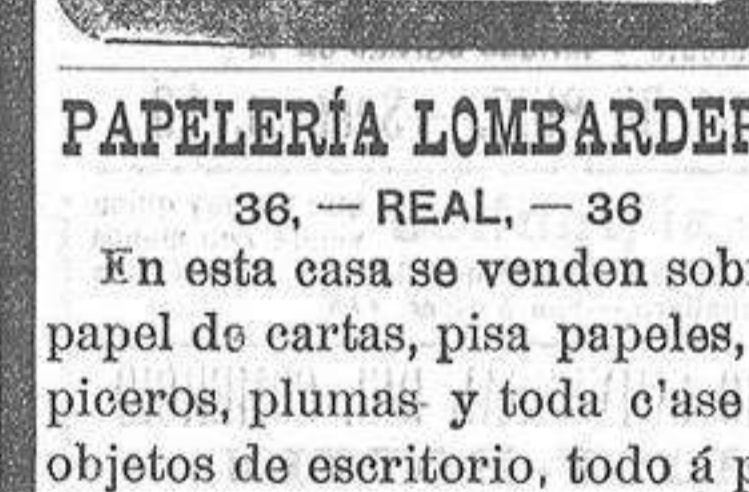 PAPELERÍA LOMBARDER
36, — REAL, — 36
En esta casa se venden sob
papel de cartas, pisa papeles,
piceros, plumas y toda c'ase
objetos de escritorio, todo á p